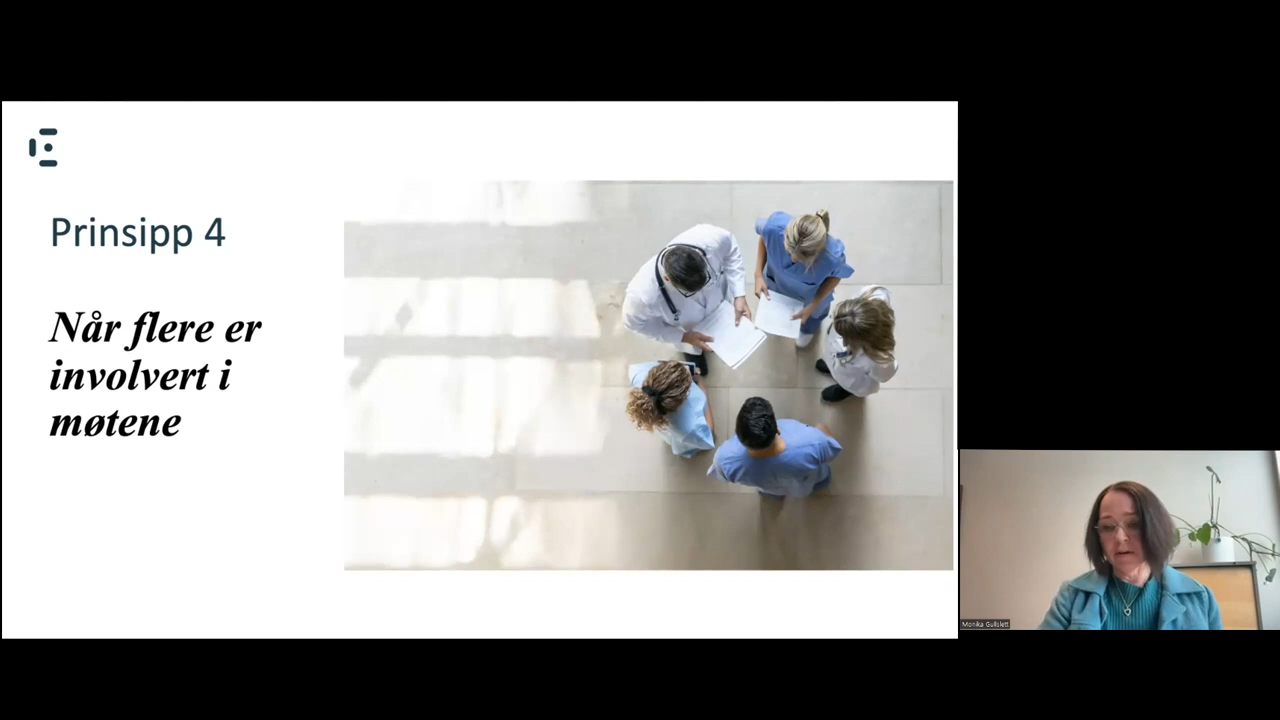 Prinsipp 4
Når flere er
involvert i
møtene
Monika Gullslett